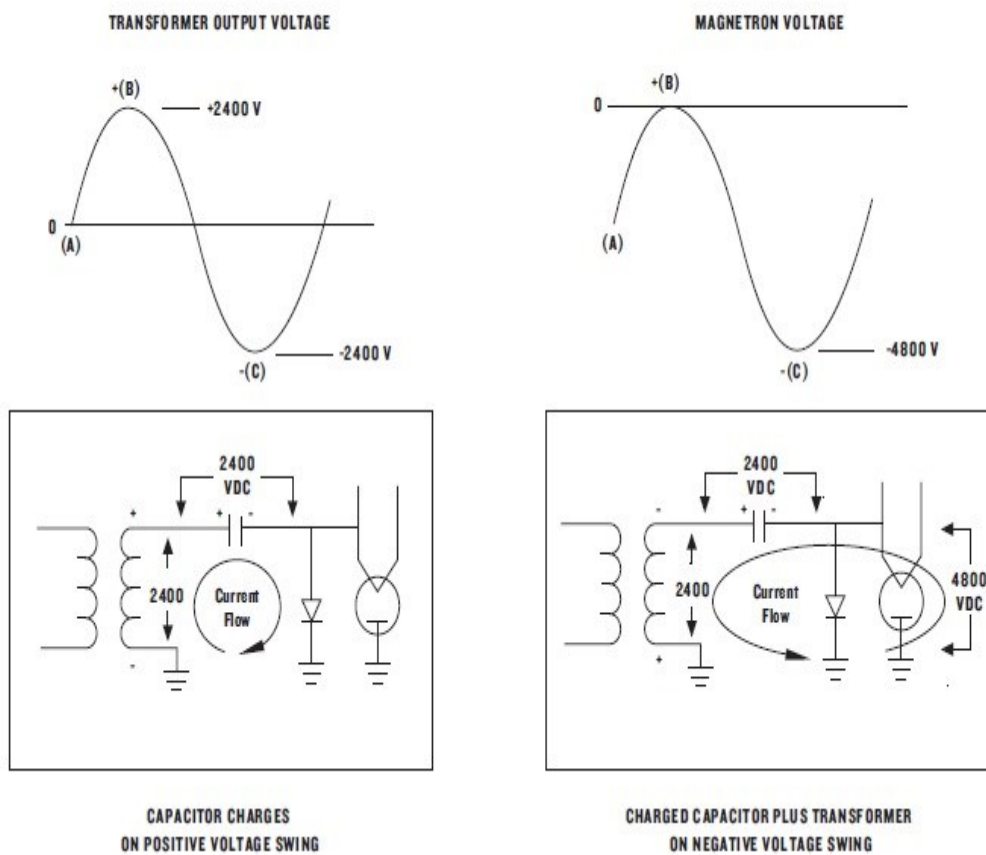 TRANSFORMER OUTPUT VOLTAGE
+(B)
+2400 V
0
(A)
-2400 V
-(C)
MAGNETRON VOLTAGE
+(B)
0
(A)
-4800 V
-(C)
2400
VDC
+
+
-
2400
Current
Flow
-
CAPACITOR CHARGES
ON POSITIVE VOLTAGE SWING
2400
VDC
-
+
-
2400
Current
Flow
4800
VDC
+
CHARGED CAPACITOR PLUS TRANSFORMER
ON NEGATIVE VOLTAGE SWING